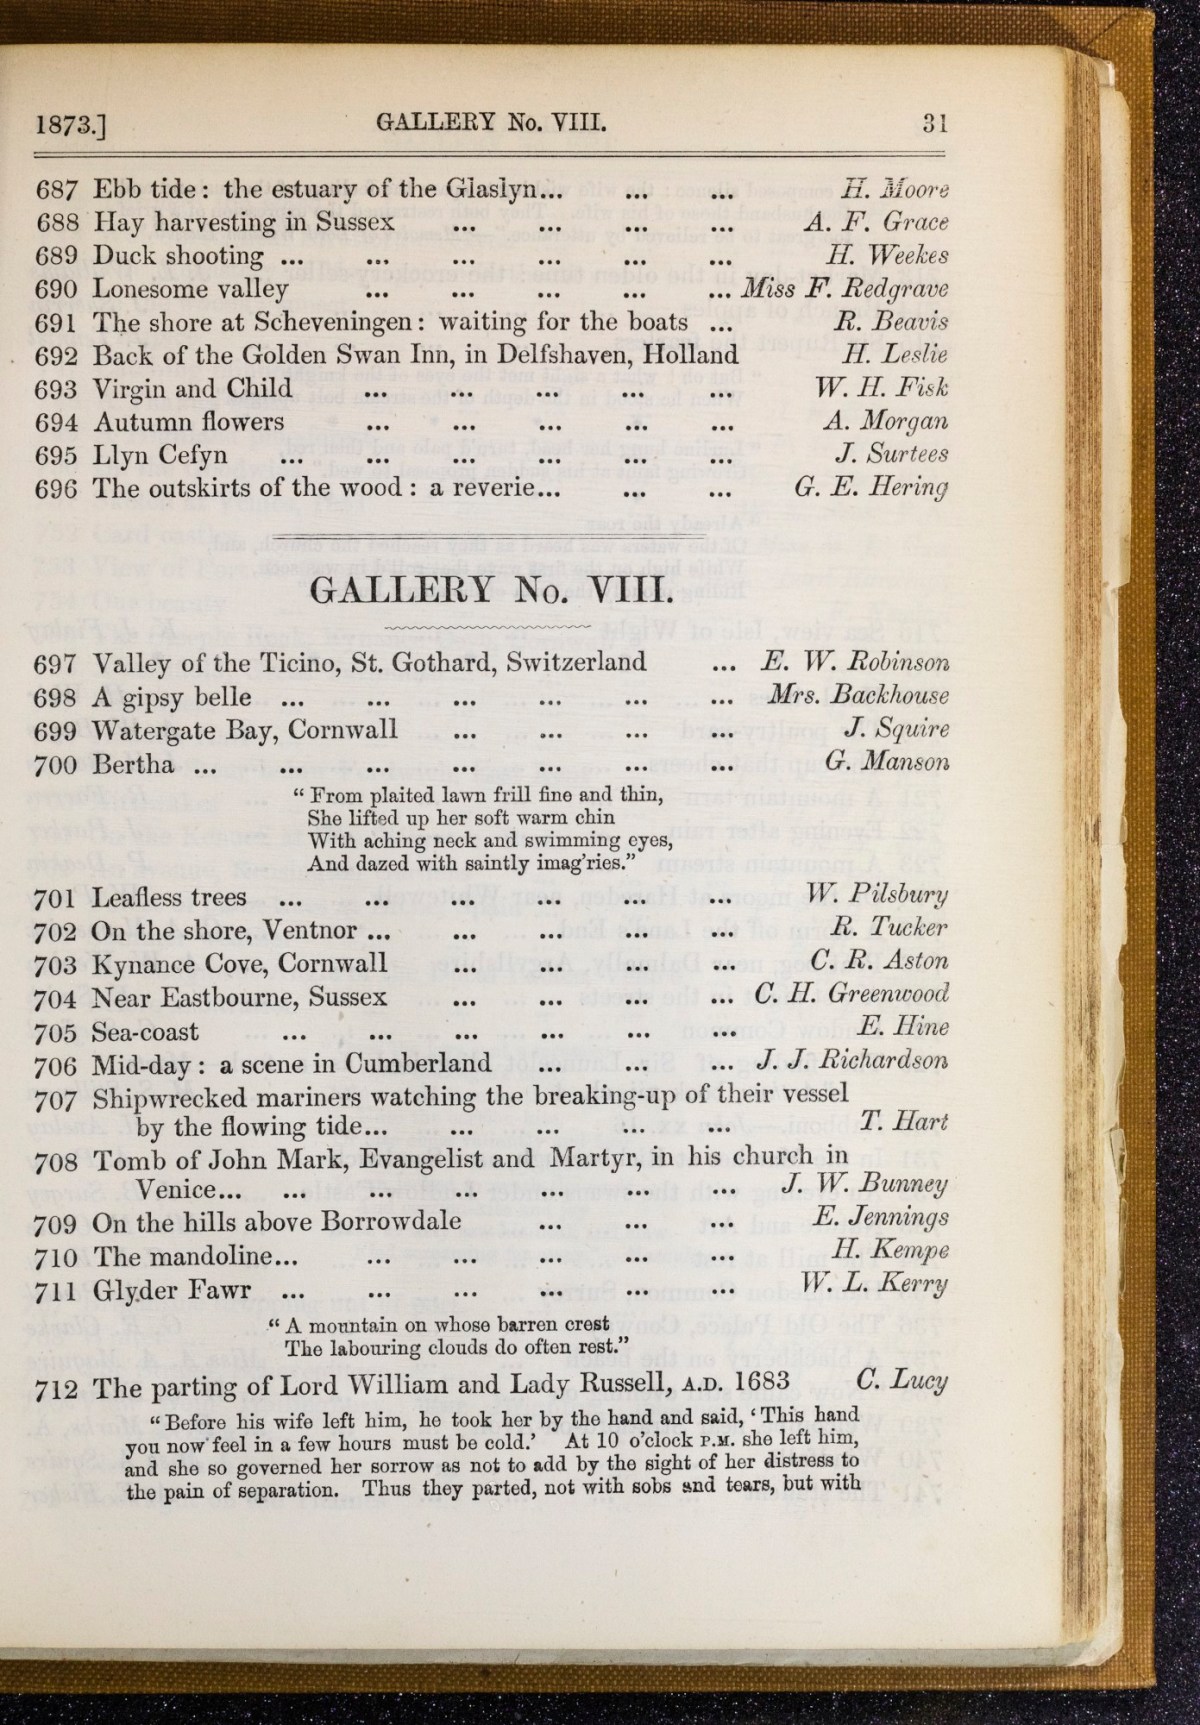 1873.] GALLERY No. VIII. 31
687 Ebb tide: the estuary of the Glaslyn... ... ... H. Moore
688 Hay harvesting in Sussex ... ... ... ... A. F. Grace
689 Duck shooting ... ... ... ... ... ... H. Weekes
690 Lonesome valley ... ... ... ... ... Miss F. Redgrave
691 The shore at Scheveningen: waiting for the boats ... R. Beavis
692 Back of the Golden Swan Inn, in Delfshaven, Holland H. Leslie
693 Virgin and Child ... ... ... ... ... W. H. Fisk
694 Autumn flowers ... ... ... ... ... A. Morgan
695 Llyn Cefyn ... ... ... ... ... ... J. Surtees
696 The outskirts of the wood: a reverie... ... ... G. E. Hering
GALLERY No. VIII.
697 Valley of the Ticino, St. Gothard, Switzerland ... E. W. Robinson
698 A gipsy belle ... ... ... ... ... ... Mrs. Backhouse
699 Watergate Bay, Cornwall ... ... ... ... J. Squire
700 Bertha ... ... ... ... ... ... ... G. Manson
"From plaited lawn frill fine and thin,
She lifted up her soft warm chin
With aching neck and swimming eyes,
And dazed with saintly imag'ries."
701 Leafless trees ... ... ... ... ... ... W. Pilsbury
702 On the shore, Ventnor ... ... ... ... ... R. Tucker
703 Kynance Cove, Cornwall ... ... ... ... C. R. Aston
704 Near Eastbourne, Sussex ... ... ... ... C. H. Greenwood
705 Sea-coast ... ... ... ... ... ... E. Hine
706 Mid-day: a scene in Cumberland ... ... ... J. J. Richardson
707 Shipwrecked mariners watching the breaking-up of their vessel
by the flowing tide... ... ... ... ... T. Hart
708 Tomb of John Mark, Evangelist and Martyr, in his church in
Venice... ... ... ... ... ... ... J. W. Bunney
709 On the hills above Borrowdale ... ... ... E. Jennings
710 The mandoline... ... ... ... ... ... H. Kempe
711 Glyder Fawr ... ... ... ... ... ... W. L. Kerry
"A mountain on whose barren crest
The labouring clouds do often rest."
712 The parting of Lord William and Lady Russell, A.D. 1683 C. Lucy
"Before his wife left him, he took her by the hand and said, 'This hand
you now feel in a few hours must be cold.' At 10 o'clock P.M. she left him,
and she so governed her sorrow as not to add by the sight of her distress to
the pain of separation. Thus they parted, not with sobs and tears, but with